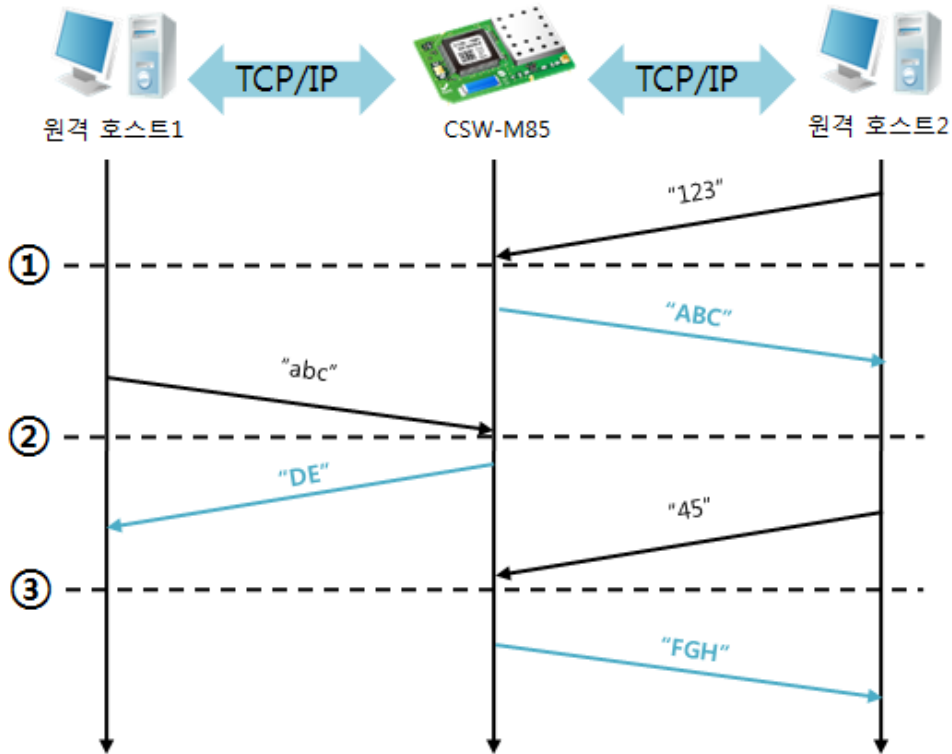 TCP/IP
TCP/IP
원격 호스트1
CSW-M85
원격 호스트2
"123"
①
"ABC"
"abc"
②
"DE"
"45"
③
"FGH"